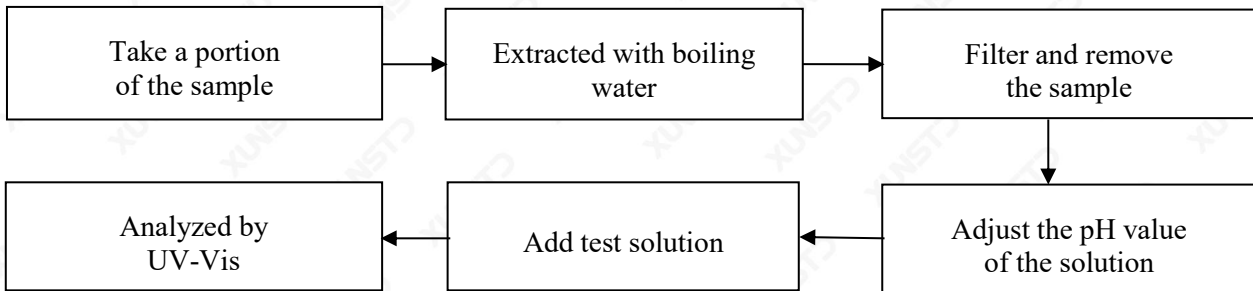 Take a portion
of the sample
Extracted with boiling
water
Filter and remove
the sample
Adjust the pH value
of the solution
Add test solution
Analyzed by
UV-Vis